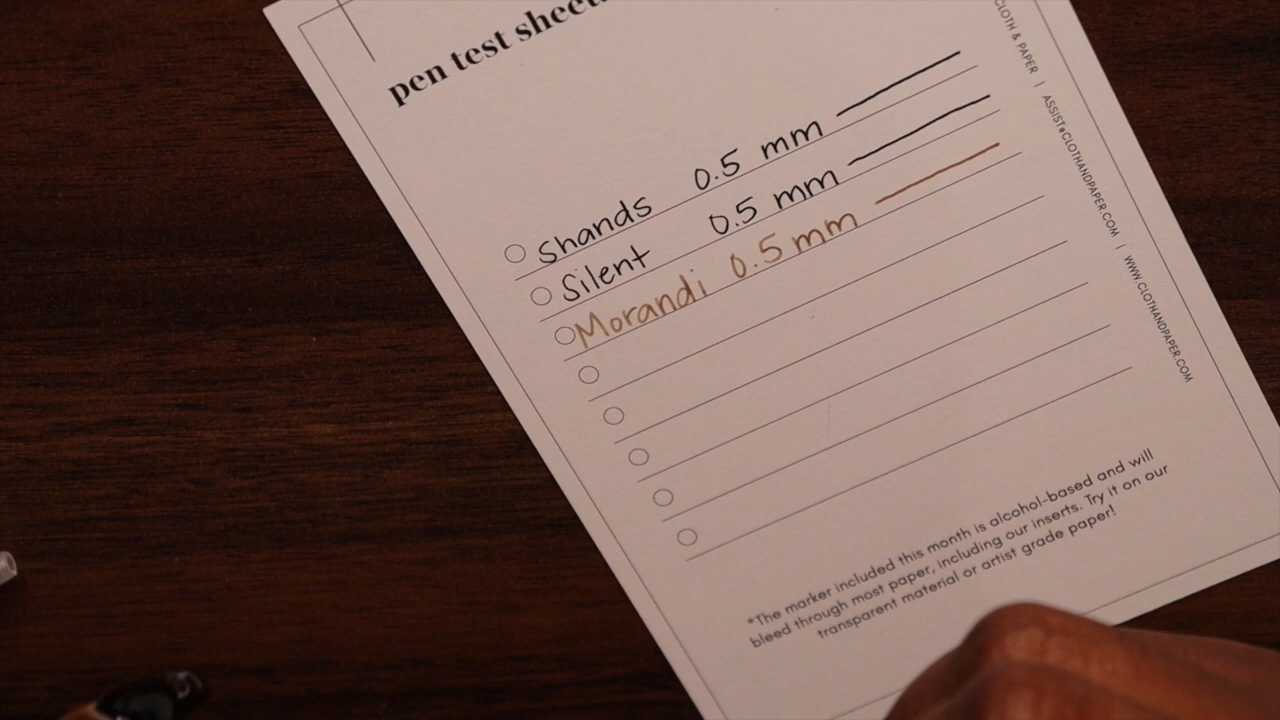 pen test sheet
Shands 0.5 mm
Silent 0.5 mm
Morandi 0.5 mm
*The marker included this month is alcohol-based and will
bleed through most paper, including our inserts. Try it on our
transparent material or artist grade paper!
CLOTH & PAPER | ASSIST@CLOTHANDPAPER.COM | WWW.CLOTHANDPAPER.COM